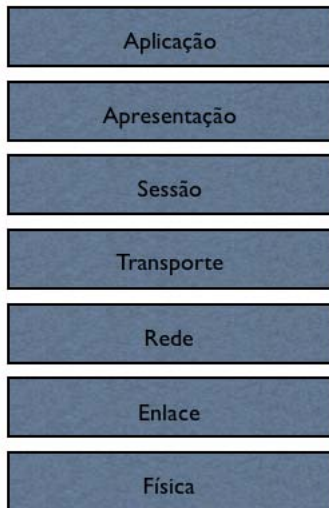 Aplicação
Apresentação
Sessão
Transporte
Rede
Enlace
Física